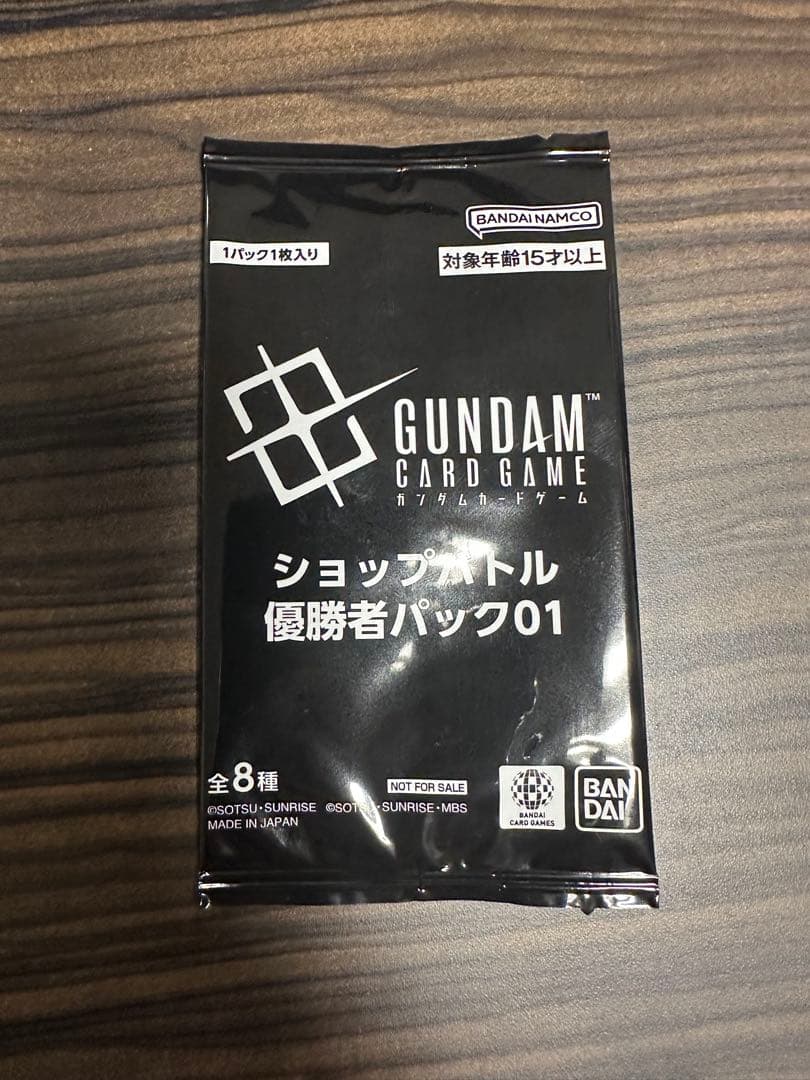 BANDAI NAMCO
1パック1枚入り
対象年齢15才以上
GUNDAM™
CARD GAME
ガンダムカードゲーム
ショップバトル
優勝者パック01
全8種
NOT FOR SALE
©SOTSU・SUNRISE ©SOTSU・SUNRISE・MBS
MADE IN JAPAN
BANDAI
CARD GAMES
BAN
DAI